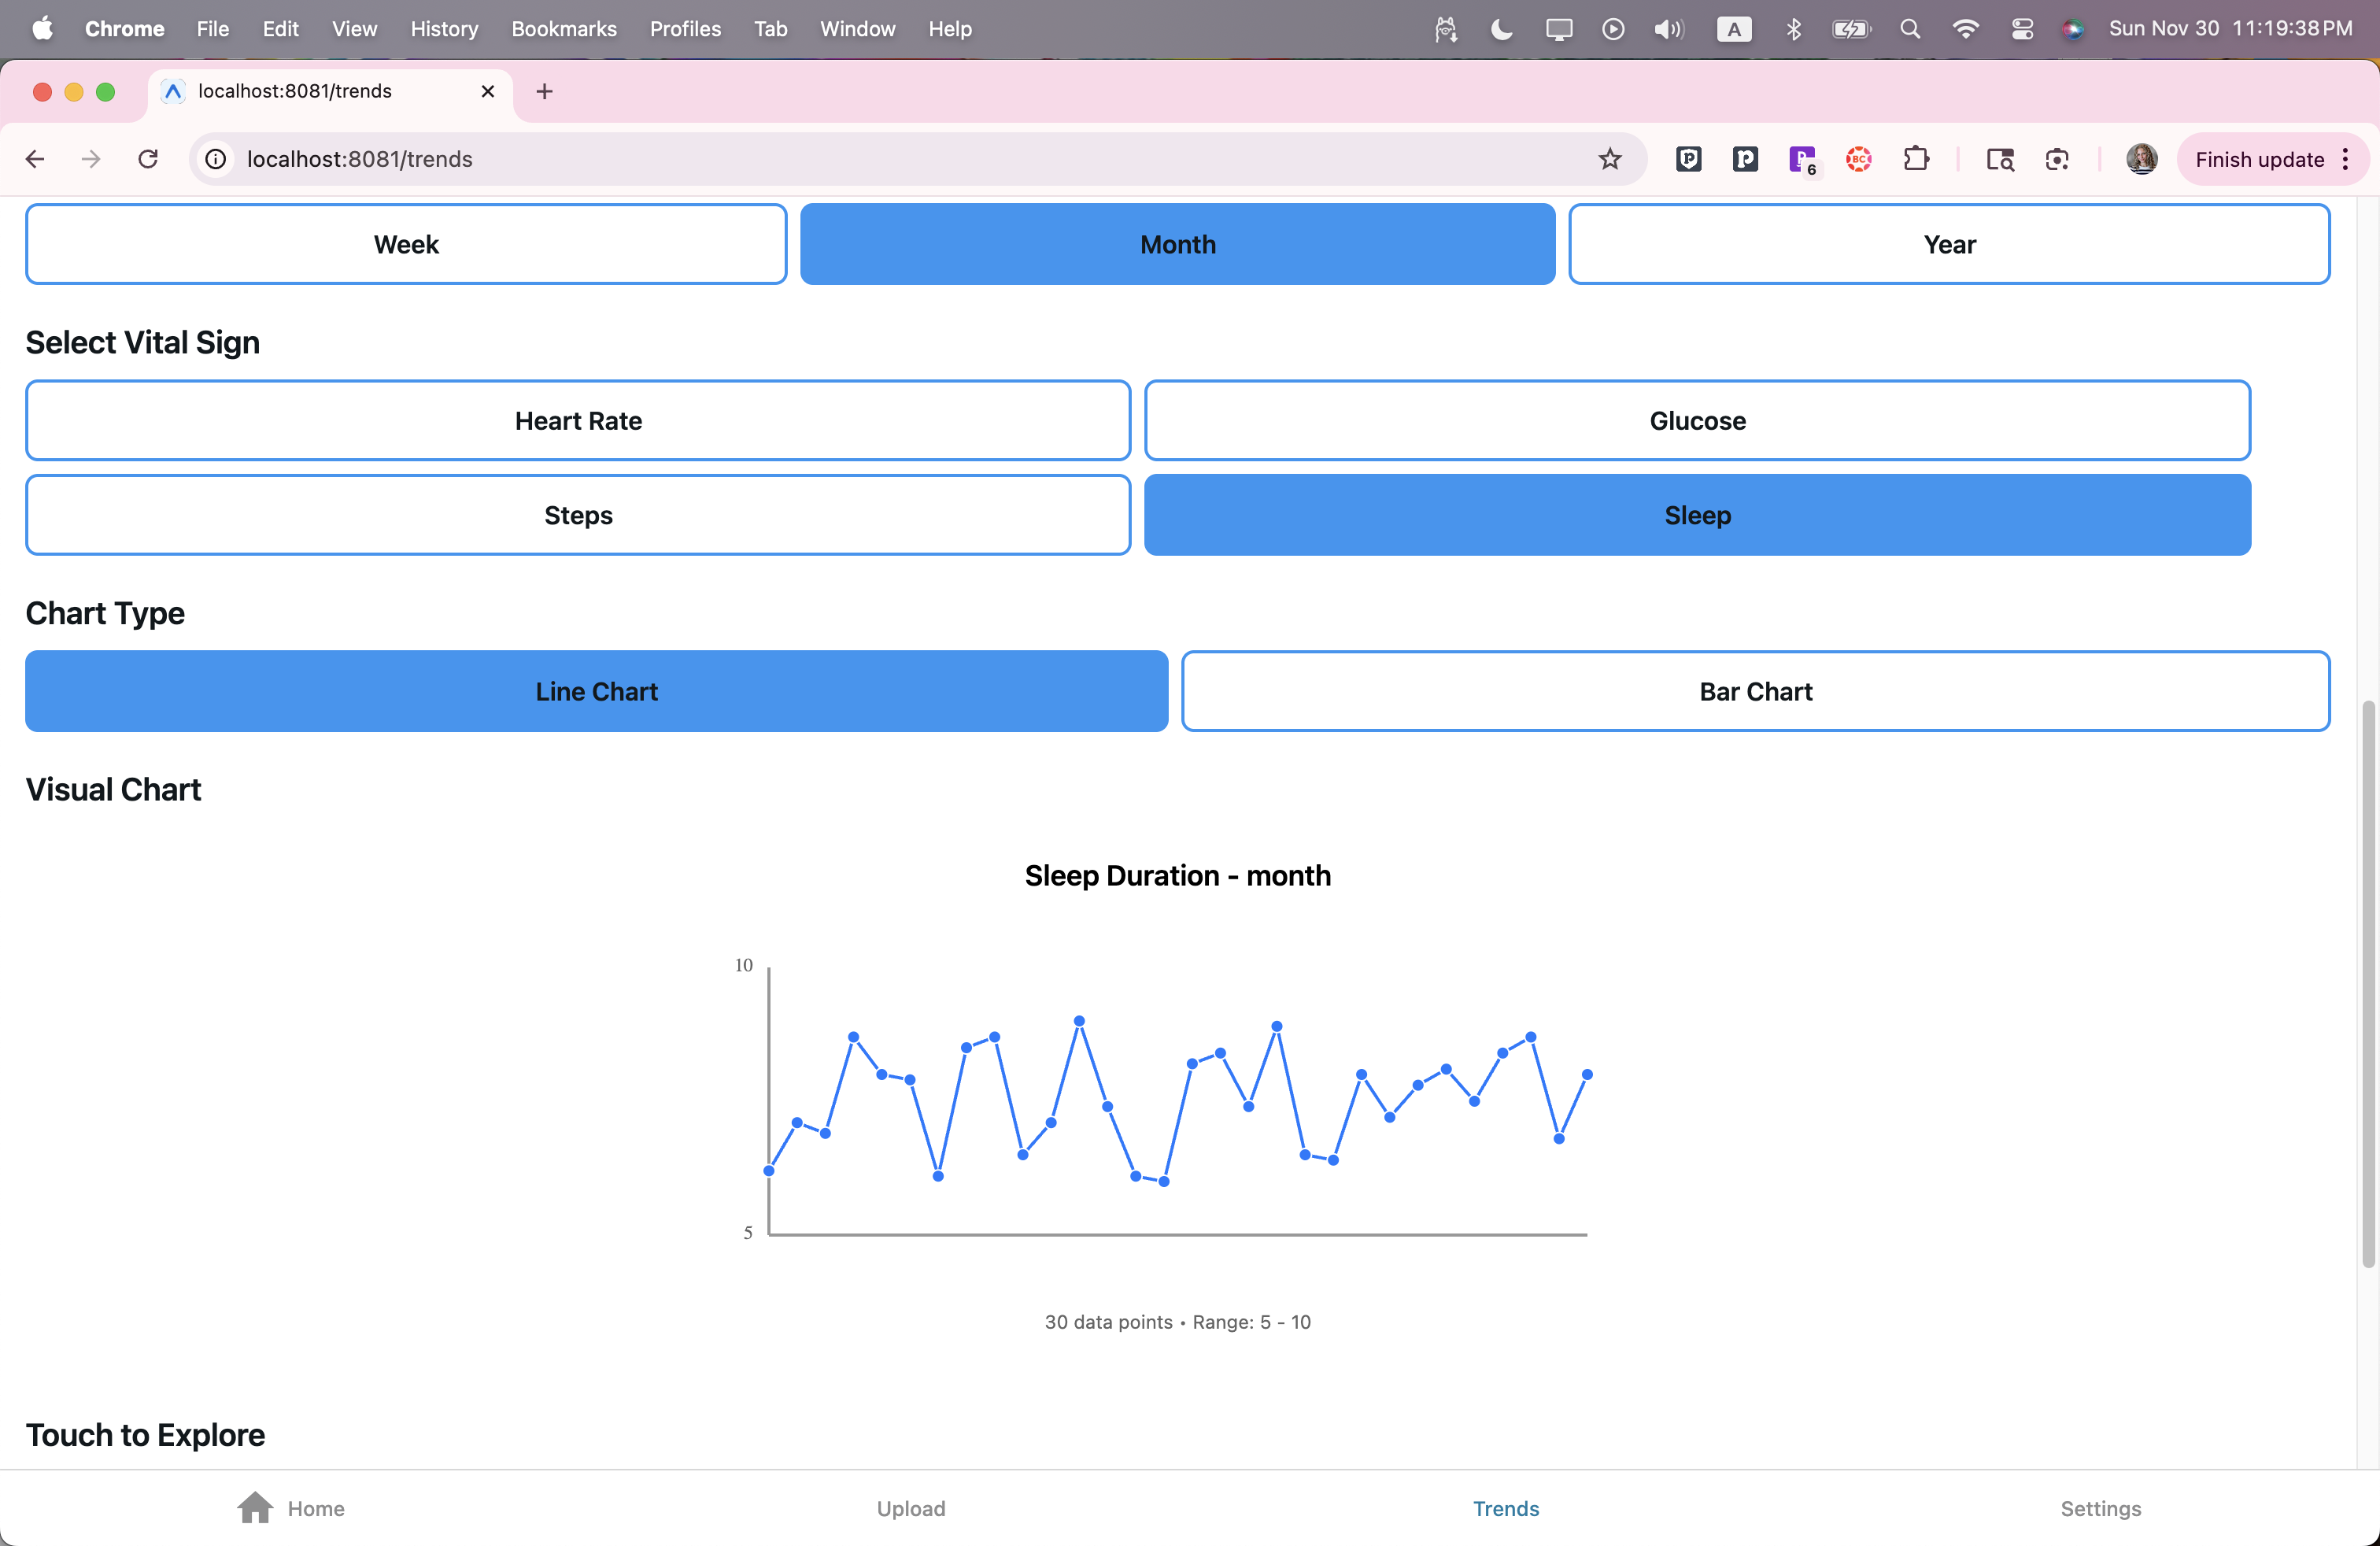 Chrome File Edit View History Bookmarks Profiles Tab Window Help A Sun Nov 30 11:19:38 PM
localhost:8081/trends
localhost:8081/trends 6 BC Finish update
Week Month Year
Select Vital Sign
Heart Rate Glucose
Steps Sleep
Chart Type
Line Chart Bar Chart
Visual Chart
Sleep Duration - month
10
5
30 data points • Range: 5 - 10
Touch to Explore
Home Upload Trends Settings